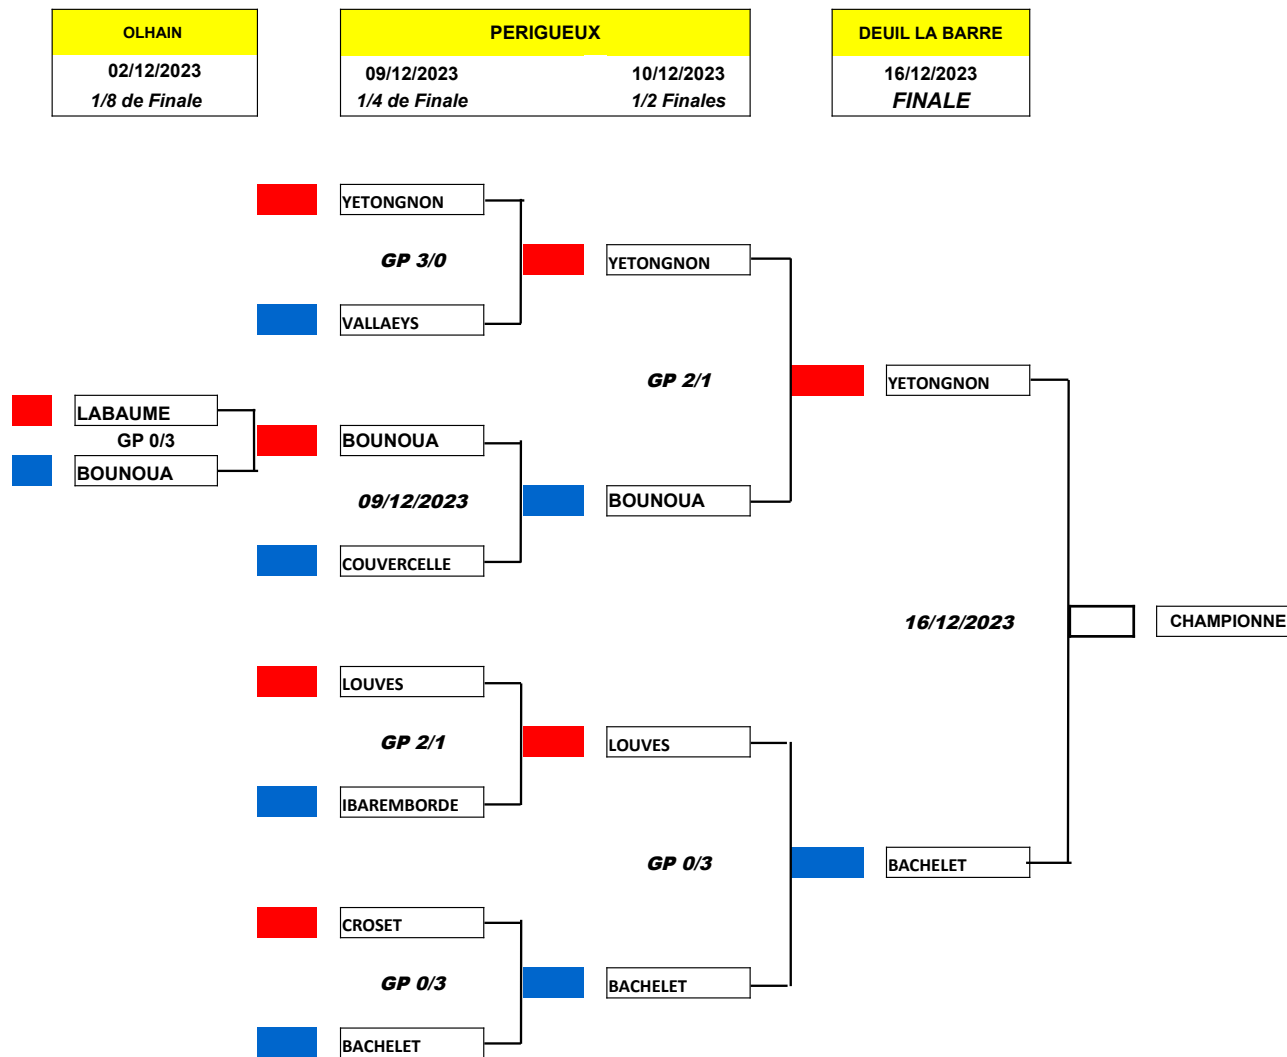 OLHAIN
02/12/2023
1/8 de Finale
PERIGUEUX
09/12/2023 10/12/2023
1/4 de Finale 1/2 Finales
DEUIL LA BARRE
16/12/2023
FINALE
YETONGNON
GP 3/0
YETONGNON
VALLAEYS
GP 2/1
YETONGNON
LABAUME
GP 0/3
BOUNOUA
BOUNOUA
09/12/2023
BOUNOUA
COUVERCELLE
16/12/2023
CHAMPIONNE
LOUVES
GP 2/1
LOUVES
IBAREMBORDE
GP 0/3
BACHELET
CROSET
GP 0/3
BACHELET
BACHELET